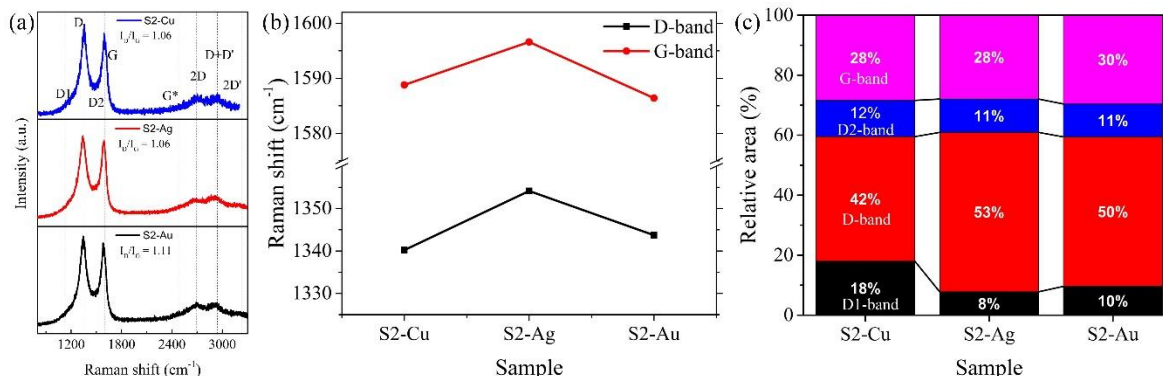 (a)
D
S2-Cu
I_D/I_G = 1.06
G
D+D'
2D
D1
D2
G*
2D'
S2-Ag
I_D/I_G = 1.06
S2-Au
I_D/I_G = 1.11
Intensity (a.u.)
1200 1800 2400 3000
Raman shift (cm⁻¹)
(b)
D-band
G-band
1600
1590
1580
1350
1340
1330
Raman shift (cm⁻¹)
S2-Cu S2-Ag S2-Au
Sample
(c)
100
80
60
40
20
0
Relative area (%)
28% 28% 30%
G-band
12% 11% 11%
D2-band
42% 53% 50%
D-band
18% 8% 10%
D1-band
S2-Cu S2-Ag S2-Au
Sample